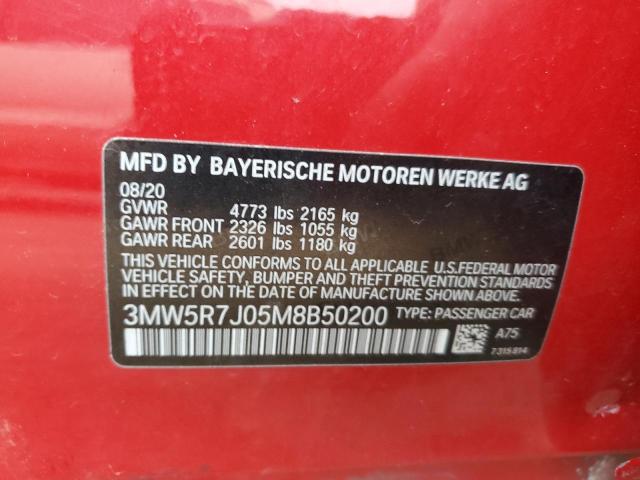 MFD BY BAYERISCHE MOTOREN WERKE AG
08/20
GVWR 4773 lbs 2165 kg
GAWR FRONT 2326 lbs 1055 kg
GAWR REAR 2601 lbs 1180 kg
THIS VEHICLE CONFORMS TO ALL APPLICABLE U.S.FEDERAL MOTOR
VEHICLE SAFETY, BUMPER AND THEFT PREVENTION STANDARDS
IN EFFECT ON THE DATE OF MANUFACTURE SHOWN ABOVE.
3MW5R7J05M8B50200 TYPE: PASSENGER CAR
A75
7315814